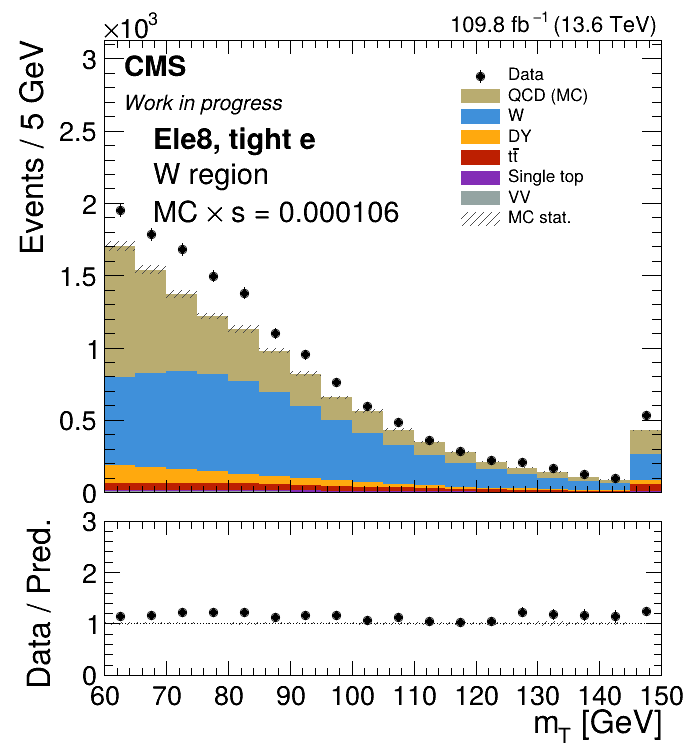 ×10³
109.8 fb⁻¹ (13.6 TeV)
CMS
Work in progress
Ele8, tight e
W region
MC × s = 0.000106
Data
QCD (MC)
W
DY
tt̄
Single top
VV
MC stat.
Events / 5 GeV
3
2.5
2
1.5
1
0.5
0
Data / Pred.
3
2
1
0
60 70 80 90 100 110 120 130 140 150
m_T [GeV]